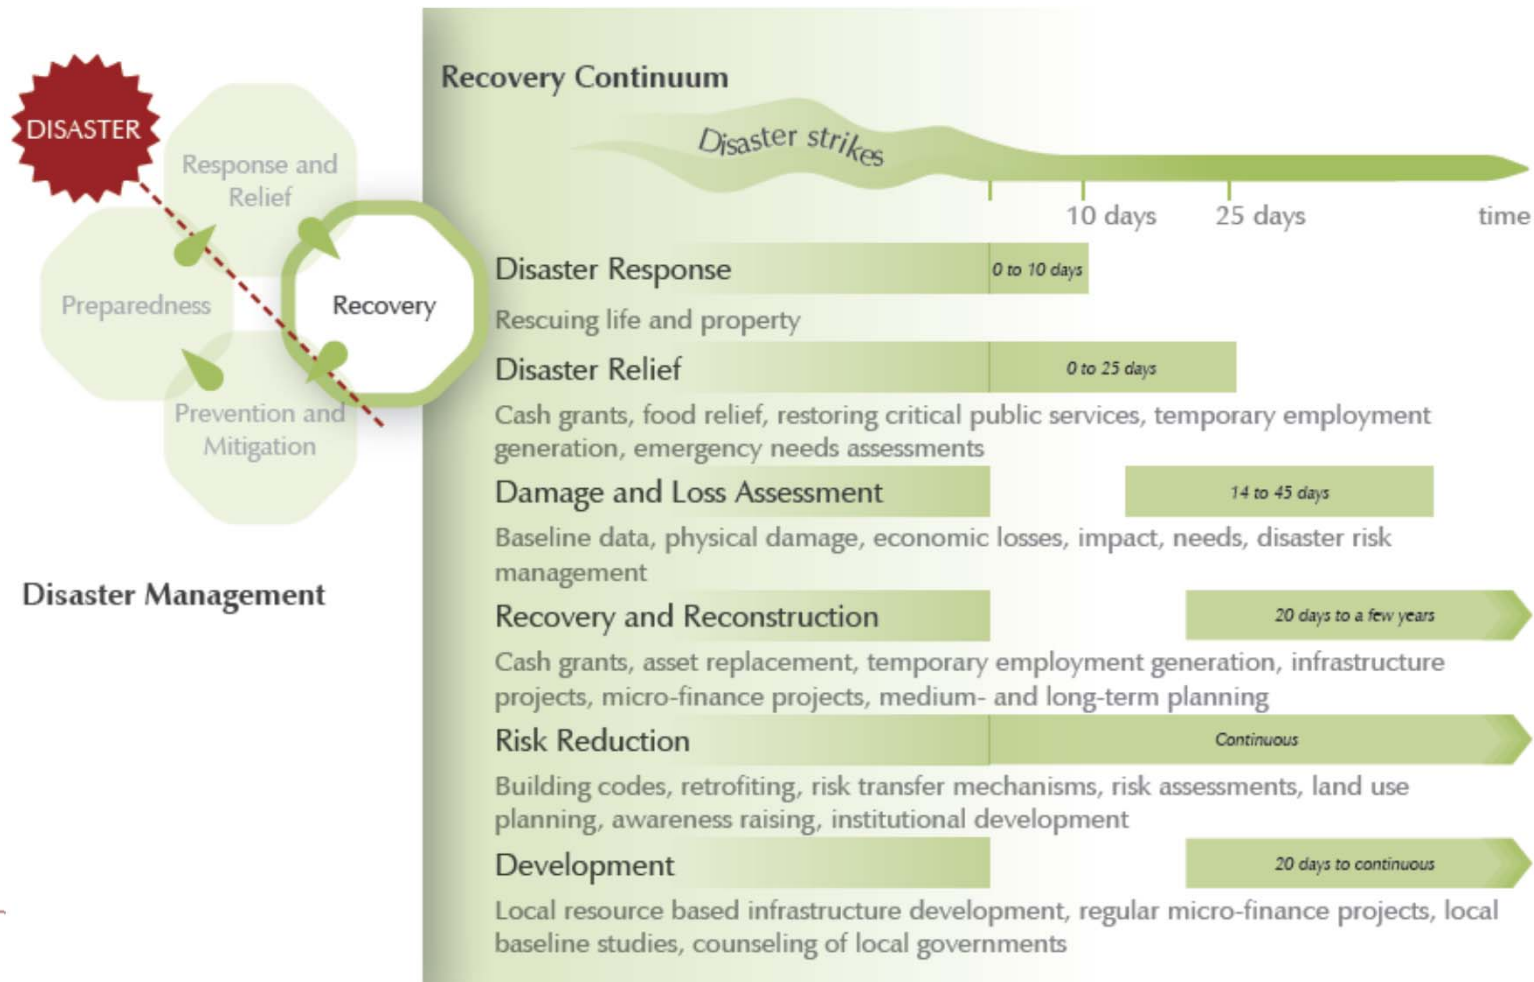 DISASTER
Response and
Relief
Preparedness
Recovery
Prevention and
Mitigation
Disaster Management
Recovery Continuum
Disaster strikes
10 days
25 days
time
Disaster Response
0 to 10 days
Rescuing life and property
Disaster Relief
0 to 25 days
Cash grants, food relief, restoring critical public services, temporary employment
generation, emergency needs assessments
Damage and Loss Assessment
14 to 45 days
Baseline data, physical damage, economic losses, impact, needs, disaster risk
management
Recovery and Reconstruction
20 days to a few years
Cash grants, asset replacement, temporary employment generation, infrastructure
projects, micro-finance projects, medium- and long-term planning
Risk Reduction
Continuous
Building codes, retrofiting, risk transfer mechanisms, risk assessments, land use
planning, awareness raising, institutional development
Development
20 days to continuous
Local resource based infrastructure development, regular micro-finance projects, local
baseline studies, counseling of local governments